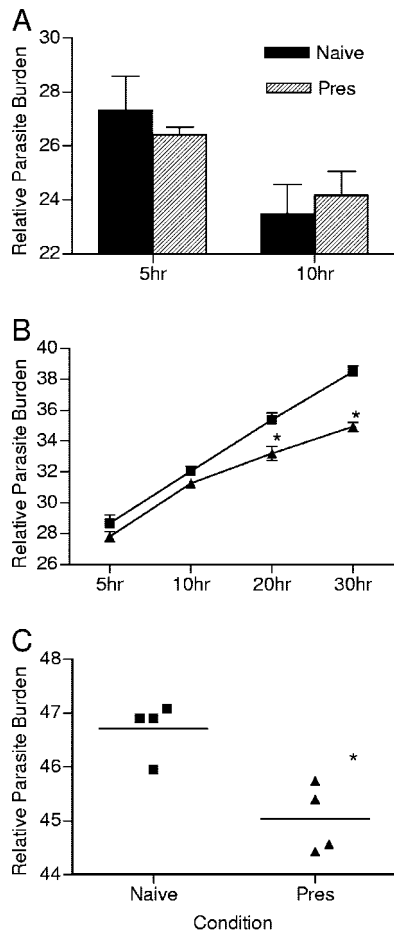 A
Relative Parasite Burden
30
28
26
24
22
Naive
Pres
5hr
10hr
B
Relative Parasite Burden
40
38
36
34
32
30
28
26
*
*
5hr
10hr
20hr
30hr
C
Relative Parasite Burden
48
47
46
45
44
*
Naive
Pres
Condition